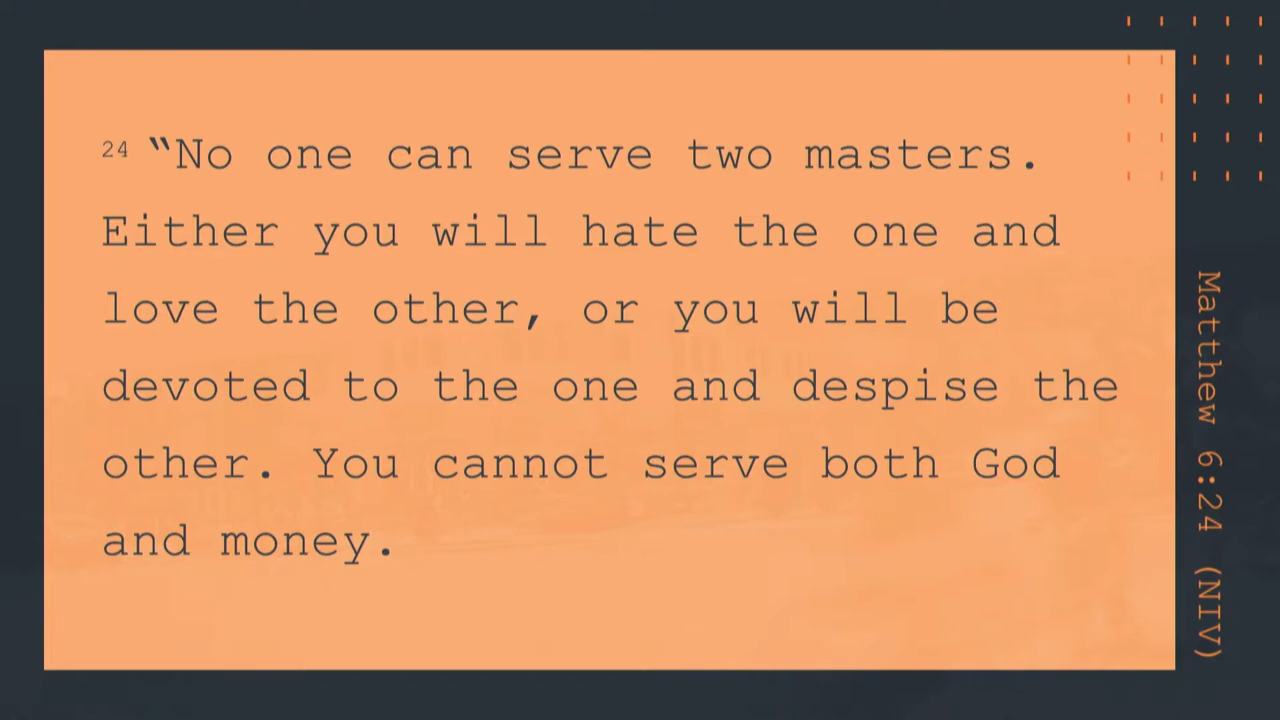 24 “No one can serve two masters.
Either you will hate the one and
love the other, or you will be
devoted to the one and despise the
other. You cannot serve both God
and money.
Matthew 6:24 (NIV)